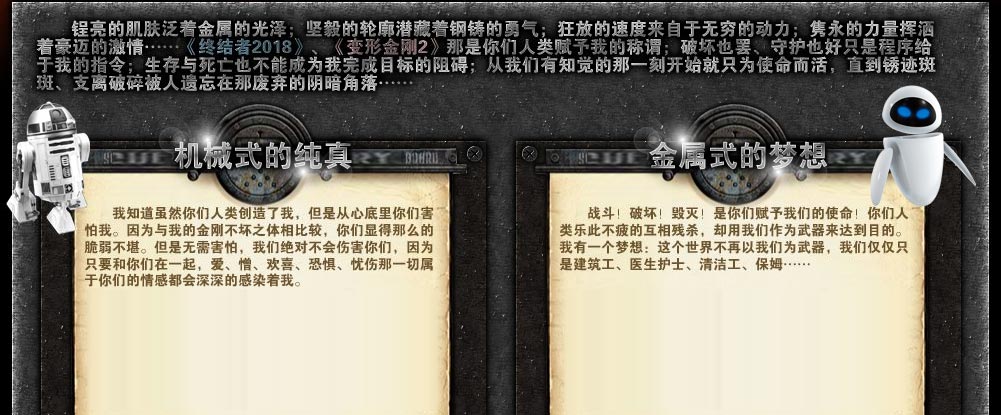 锃亮的肌肤泛着金属的光泽；坚毅的轮廓潜藏着钢铸的勇气；狂放的速度来自于无穷的动力；隽永的力量挥洒
着豪迈的激情……《终结者2018》、《变形金刚2》那是你们人类赋予我的称谓；破坏也罢、守护也好只是程序给
于我的指令；生存与死亡也不能成为我完成目标的阻碍；从我们有知觉的那一刻开始就只为使命而活，直到锈迹斑
斑、支离破碎被人遗忘在那废弃的阴暗角落……
机械式的纯真
我知道虽然你们人类创造了我，但是从心底里你们害
怕我。因为与我的金刚不坏之体相比较，你们显得那么的
脆弱不堪。但是无需害怕，我们绝对不会伤害你们，因为
只要和你们在一起，爱、憎、欢喜、恐惧、忧伤那一切属
于你们的情感都会深深的感染着我。
金属式的梦想
战斗！破坏！毁灭！是你们赋予我们的使命！你们人
类乐此不疲的互相残杀，却用我们作为武器来达到目的。
我有一个梦想：这个世界不再以我们为武器，我们仅仅只
是建筑工、医生护士、清洁工、保姆……